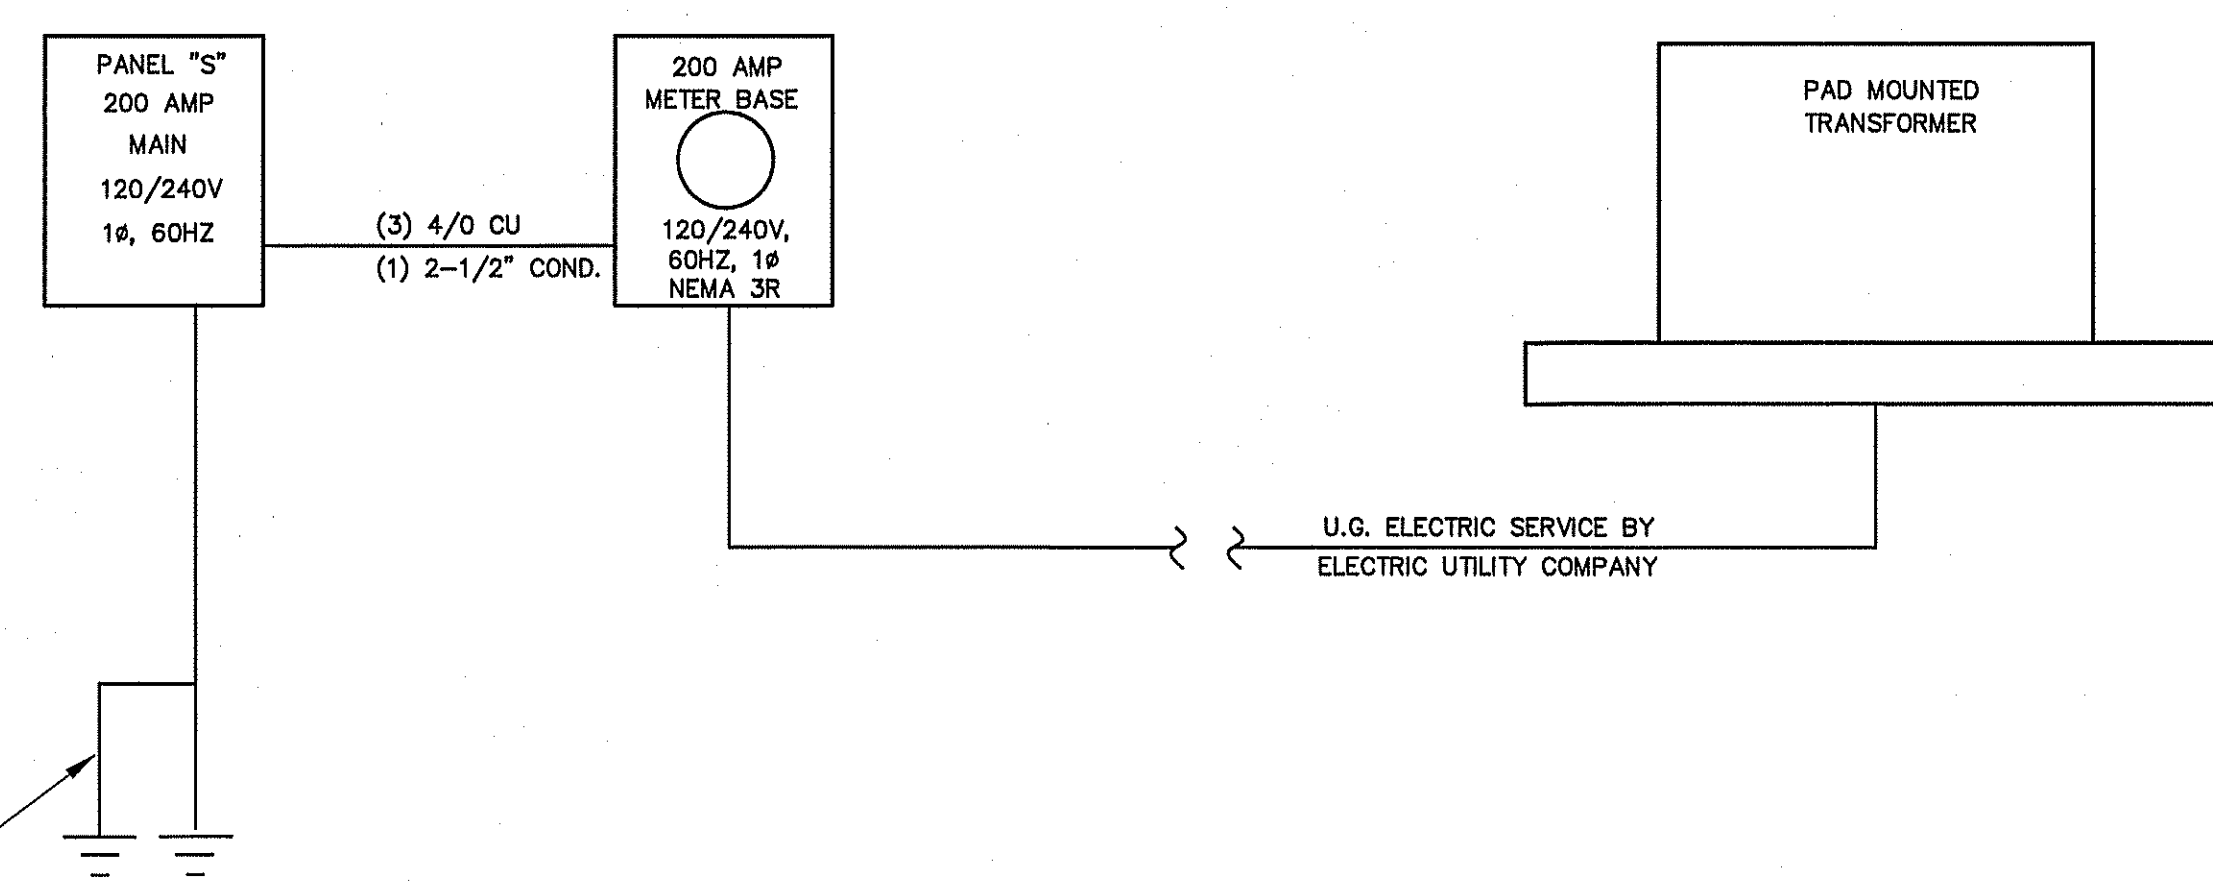 PANEL "S"
200 AMP
MAIN
120/240V
1ø, 60HZ
(3) 4/0 CU
(1) 2-1/2" COND.
200 AMP
METER BASE
120/240V,
60HZ, 1ø
NEMA 3R
PAD MOUNTED
TRANSFORMER
U.G. ELECTRIC SERVICE BY
ELECTRIC UTILITY COMPANY